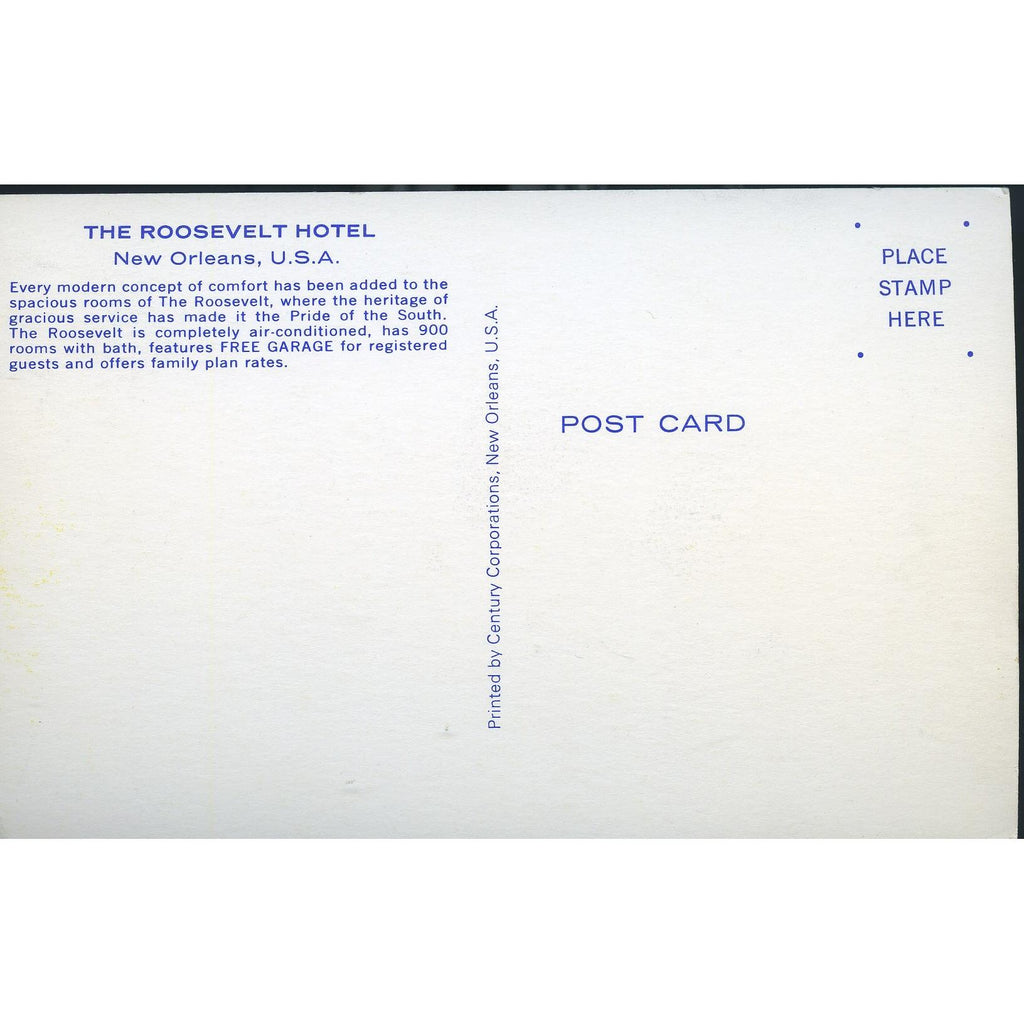 THE ROOSEVELT HOTEL
New Orleans, U.S.A.
Every modern concept of comfort has been added to the
spacious rooms of The Roosevelt, where the heritage of
gracious service has made it the Pride of the South.
The Roosevelt is completely air-conditioned, has 900
rooms with bath, features FREE GARAGE for registered
guests and offers family plan rates.
Printed by Century Corporations, New Orleans, U.S.A.
PLACE
STAMP
HERE
POST CARD